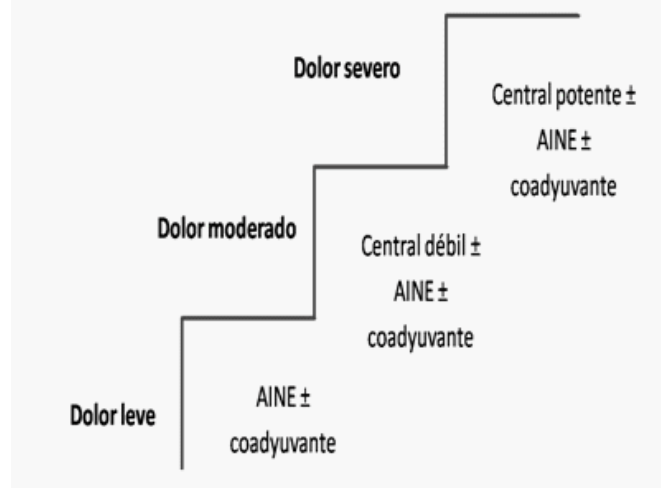 Dolor severo
Central potente ±
AINE ±
coadyuvante
Dolor moderado
Central débil ±
AINE ±
coadyuvante
Dolor leve
AINE ±
coadyuvante